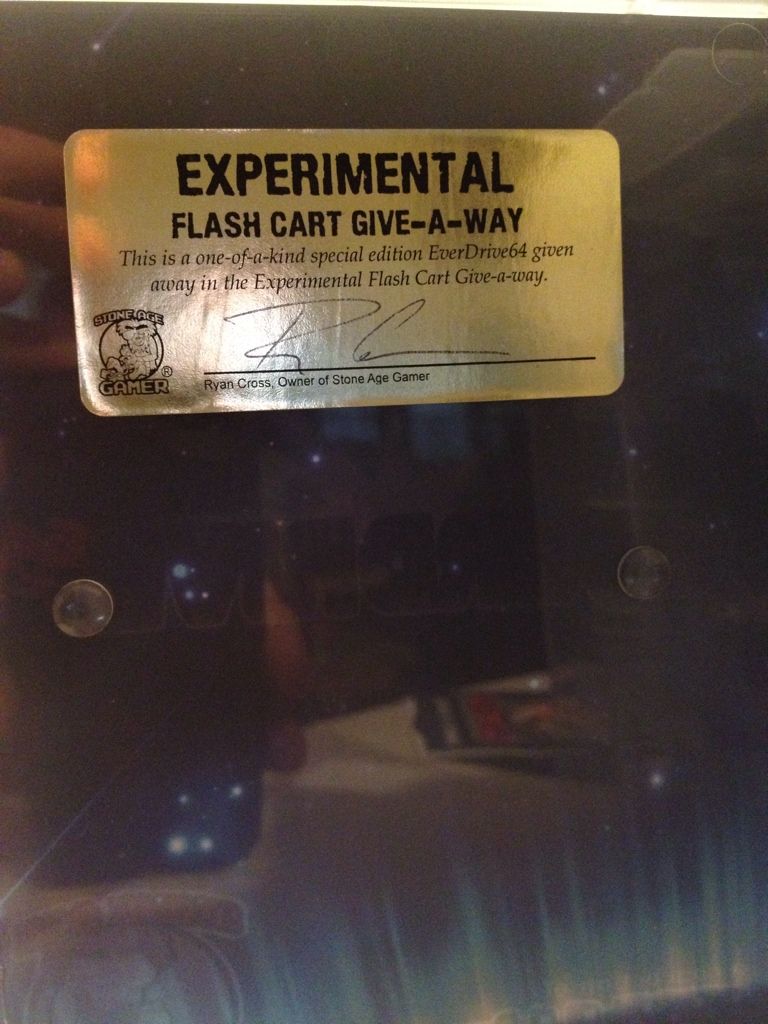 EXPERIMENTAL
FLASH CART GIVE-A-WAY
This is a one-of-a-kind special edition EverDrive64 given
away in the Experimental Flash Cart Give-a-way.
STONE AGE
GAMER ®
Ryan Cross, Owner of Stone Age Gamer